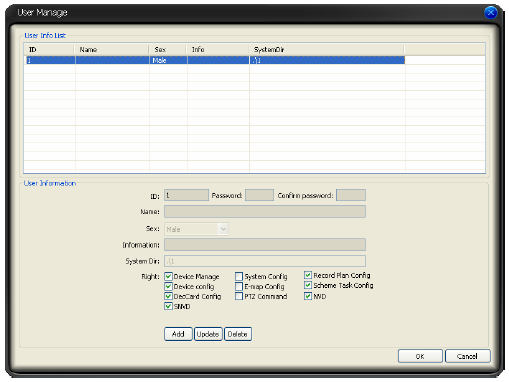 User Manage
User Info List
ID Name Sex Info SystemDir
1 Male .\1
User Information
ID: 1 Password: Confirm password:
Name:
Sex: Male
Information:
System Dir: .\1
Right: Device Manage System Config Record Plan Config
Device config E-map Config Scheme Task Config
DecCard Config PTZ Command NVD
SNVD
Add Update Delete
OK Cancel